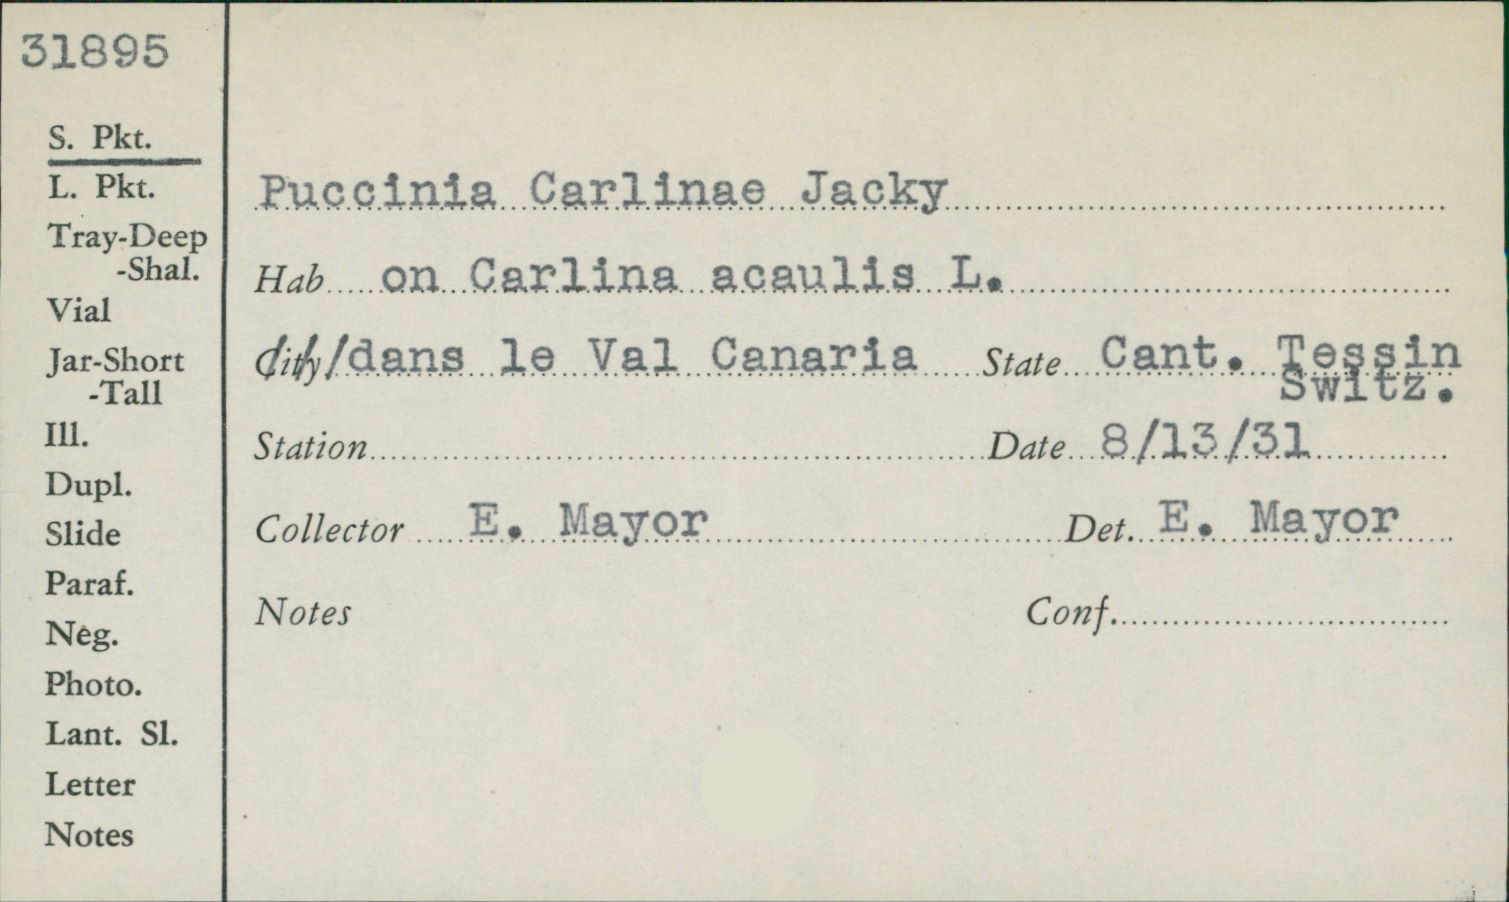 31895
S. Pkt.
L. Pkt.
Tray-Deep
-Shal.
Vial
Jar-Short
-Tall
Ill.
Dupl.
Slide
Paraf.
Neg.
Photo.
Lant. Sl.
Letter
Notes
Puccinia Carlinae Jacky
Hab on Carlina acaulis L.
City dans le Val Canaria State Cant. Tessin
Switz.
Station Date 8/13/31
Collector E. Mayor Det. E. Mayor
Notes Conf.